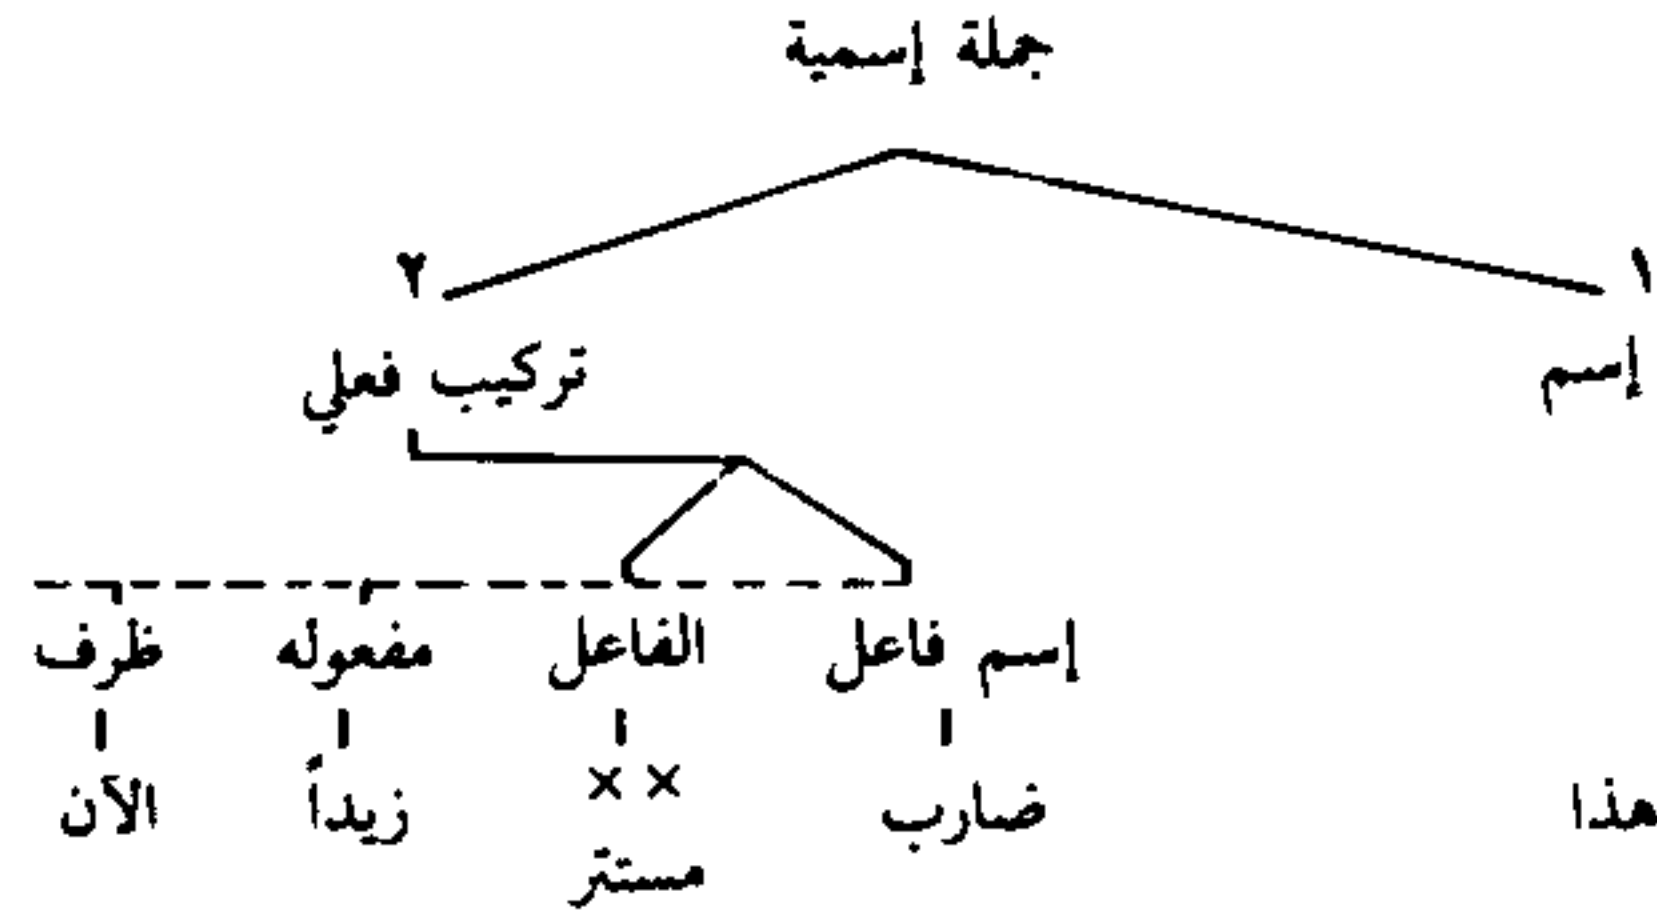 جملة إسمية
١ ٢
إسم تركيب فعلي
إسم فاعل الفاعل مفعوله ظرف
هذا ضارب × × زيداً الآن
مستتر